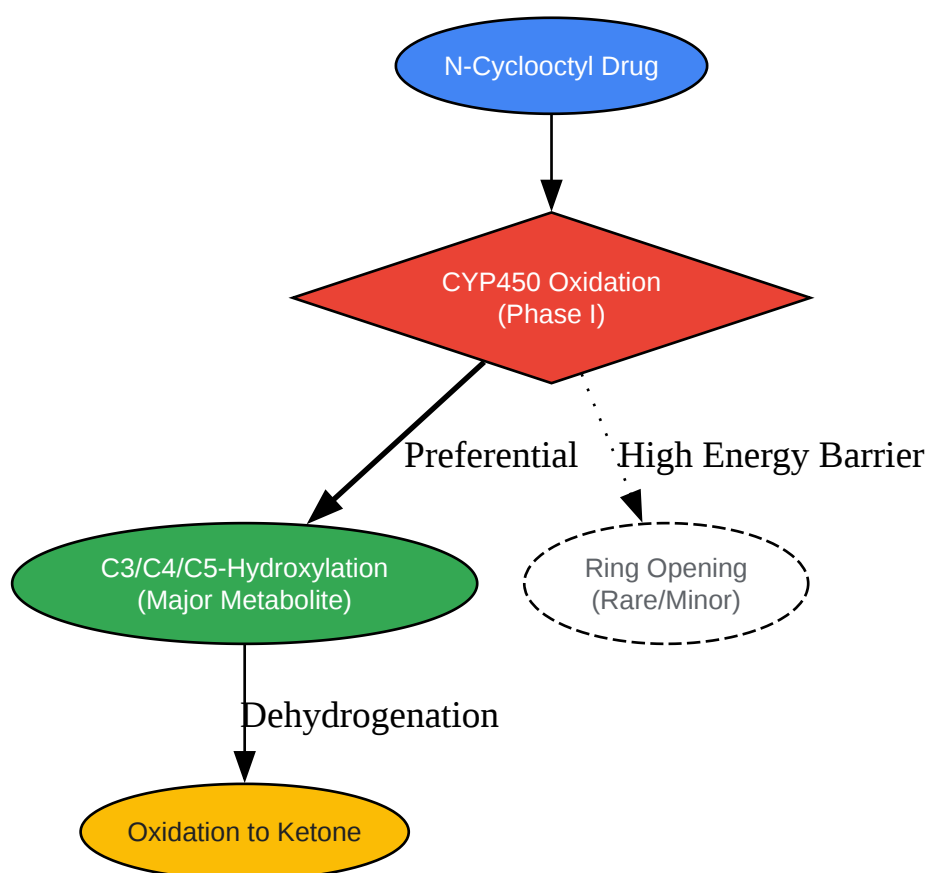 N-Cyclooctyl Drug
CYP450 Oxidation
(Phase I)
Preferential
High Energy Barrier
C3/C4/C5-Hydroxylation
(Major Metabolite)
Ring Opening
(Rare/Minor)
Dehydrogenation
Oxidation to Ketone